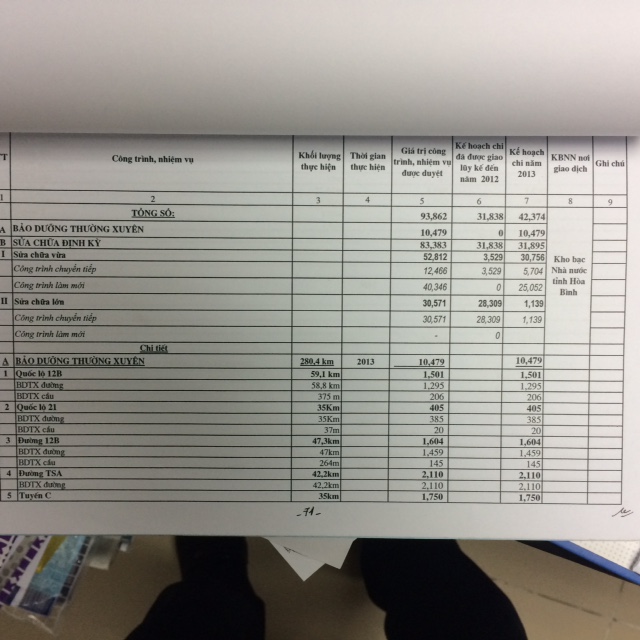 TT | Công trình, nhiệm vụ | Khối lượng thực hiện | Thời gian thực hiện | Giá trị công trình, nhiệm vụ được duyệt | Kế hoạch chi đã được giao lũy kế đến năm 2012 | Kế hoạch chi năm 2013 | KBNN nơi giao dịch | Ghi chú
1 | 2 | 3 | 4 | 5 | 6 | 7 | 8 | 9
TỔNG SỐ: | 93,862 | 31,838 | 42,374
A | BẢO DƯỠNG THƯỜNG XUYÊN | 10,479 | 0 | 10,479
B | SỬA CHỮA ĐỊNH KỲ | 83,383 | 31,838 | 31,895
I | Sửa chữa vừa | 52,812 | 3,529 | 30,756 | Kho bạc Nhà nước tỉnh Hòa Bình
Công trình chuyển tiếp | 12,466 | 3,529 | 5,704
Công trình làm mới | 40,346 | 0 | 25,052
II | Sửa chữa lớn | 30,571 | 28,309 | 1,139
Công trình chuyển tiếp | 30,571 | 28,309 | 1,139
Công trình làm mới | - | 0
Chi tiết
A | BẢO DƯỠNG THƯỜNG XUYÊN | 280,4 km | 2013 | 10,479 | 10,479
1 | Quốc lộ 12B | 59,1 km | 1,501 | 1,501
BDTX đường | 58,8 km | 1,295 | 1,295
BDTX cầu | 375 m | 206 | 206
2 | Quốc lộ 21 | 35Km | 405 | 405
BDTX đường | 35Km | 385 | 385
BDTX cầu | 37m | 20 | 20
3 | Đường 12B | 47,3km | 1,604 | 1,604
BDTX đường | 47km | 1,459 | 1,459
BDTX cầu | 264m | 145 | 145
4 | Đường TSA | 42,2km | 2,110 | 2,110
BDTX đường | 42,2km | 2,110 | 2,110
5 | Tuyến C | 35km | 1,750 | 1,750